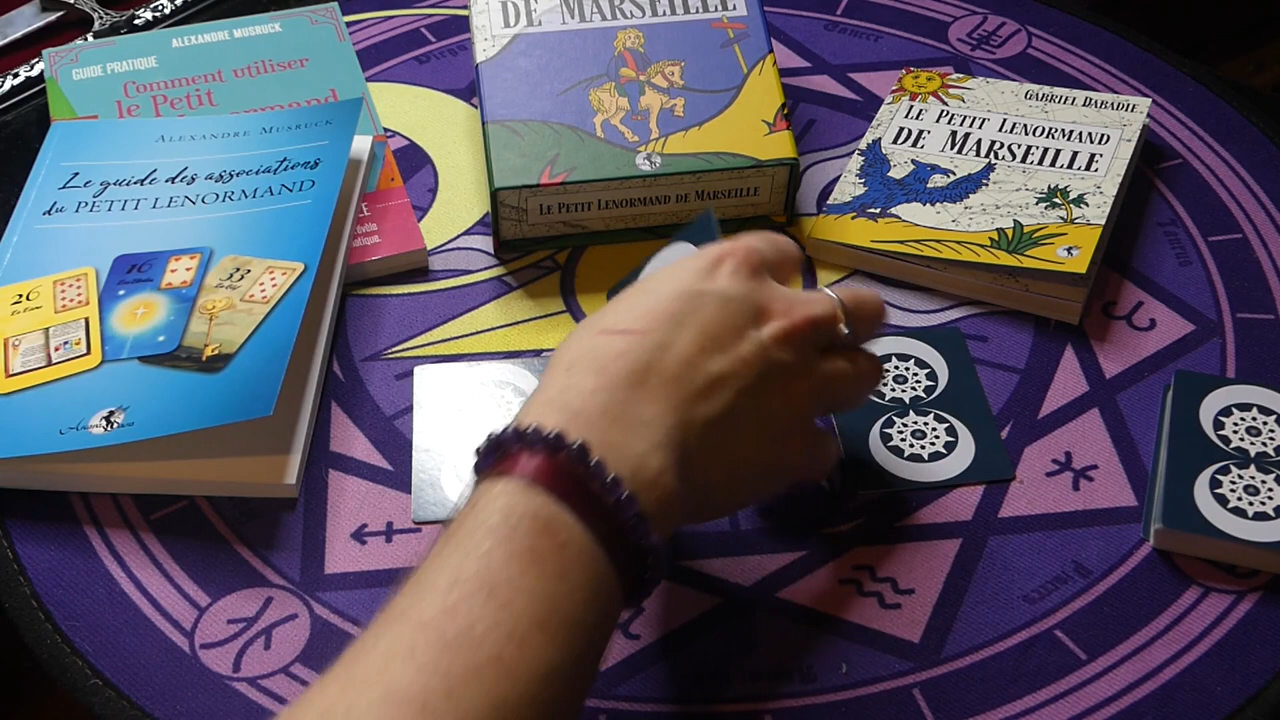 ALEXANDRE MUSRUCK
GUIDE PRATIQUE
Comment utiliser
le Petit
ALEXANDRE MUSRUCK
Le guide des associations
du PETIT LENORMAND
26
16
33
DE MARSEILLE
LE PETIT LENORMAND DE MARSEILLE
GABRIEL DABADIE
LE PETIT LENORMAND
DE MARSEILLE
Cancer
Taurus
Pisces